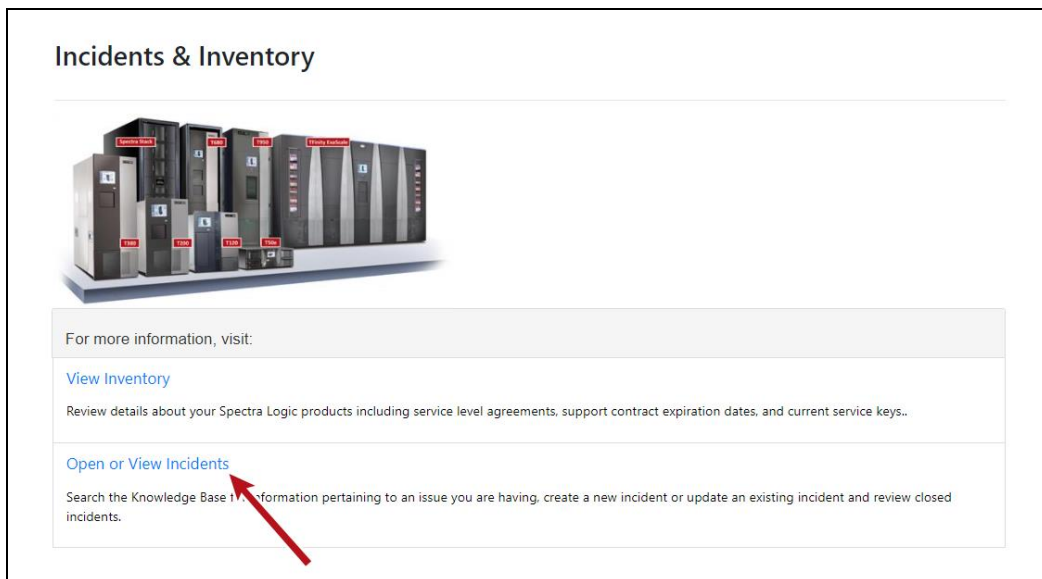 Incidents & Inventory
Spectra Stack
T680
T950
TFinity ExaScale
T380
T200
T120
T50e
For more information, visit:
View Inventory
Review details about your Spectra Logic products including service level agreements, support contract expiration dates, and current service keys..
Open or View Incidents
Search the Knowledge Base information pertaining to an issue you are having, create a new incident or update an existing incident and review closed
incidents.